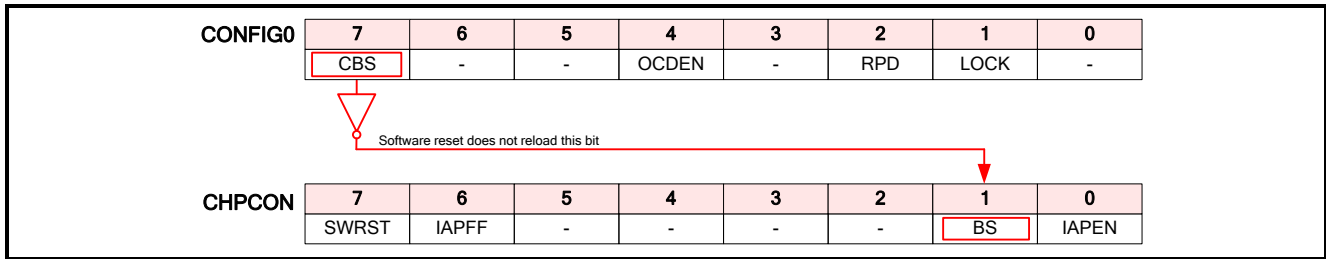 CONFIG0 7 6 5 4 3 2 1 0
CBS - - OCDEN - RPD LOCK -
Software reset does not reload this bit
CHPCON 7 6 5 4 3 2 1 0
SWRST IAPFF - - - - BS IAPEN